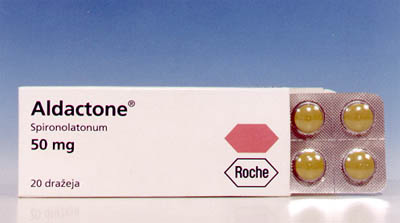 Aldactone®
Spironolatonum
50 mg
20 dražeja
Roche